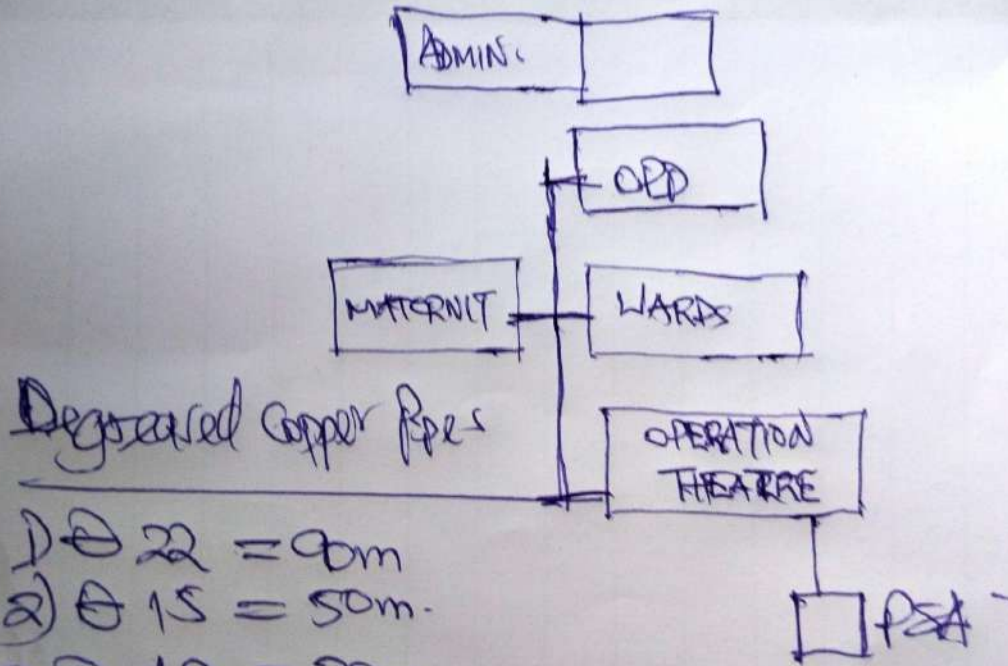 ADMIN.
OPD
MATERNIT
WARDS
Degreased Copper Pipes
OPERATION
THEATRE
1) Ɵ 22 = 90m
2) Ɵ 15 = 50m.
PSA